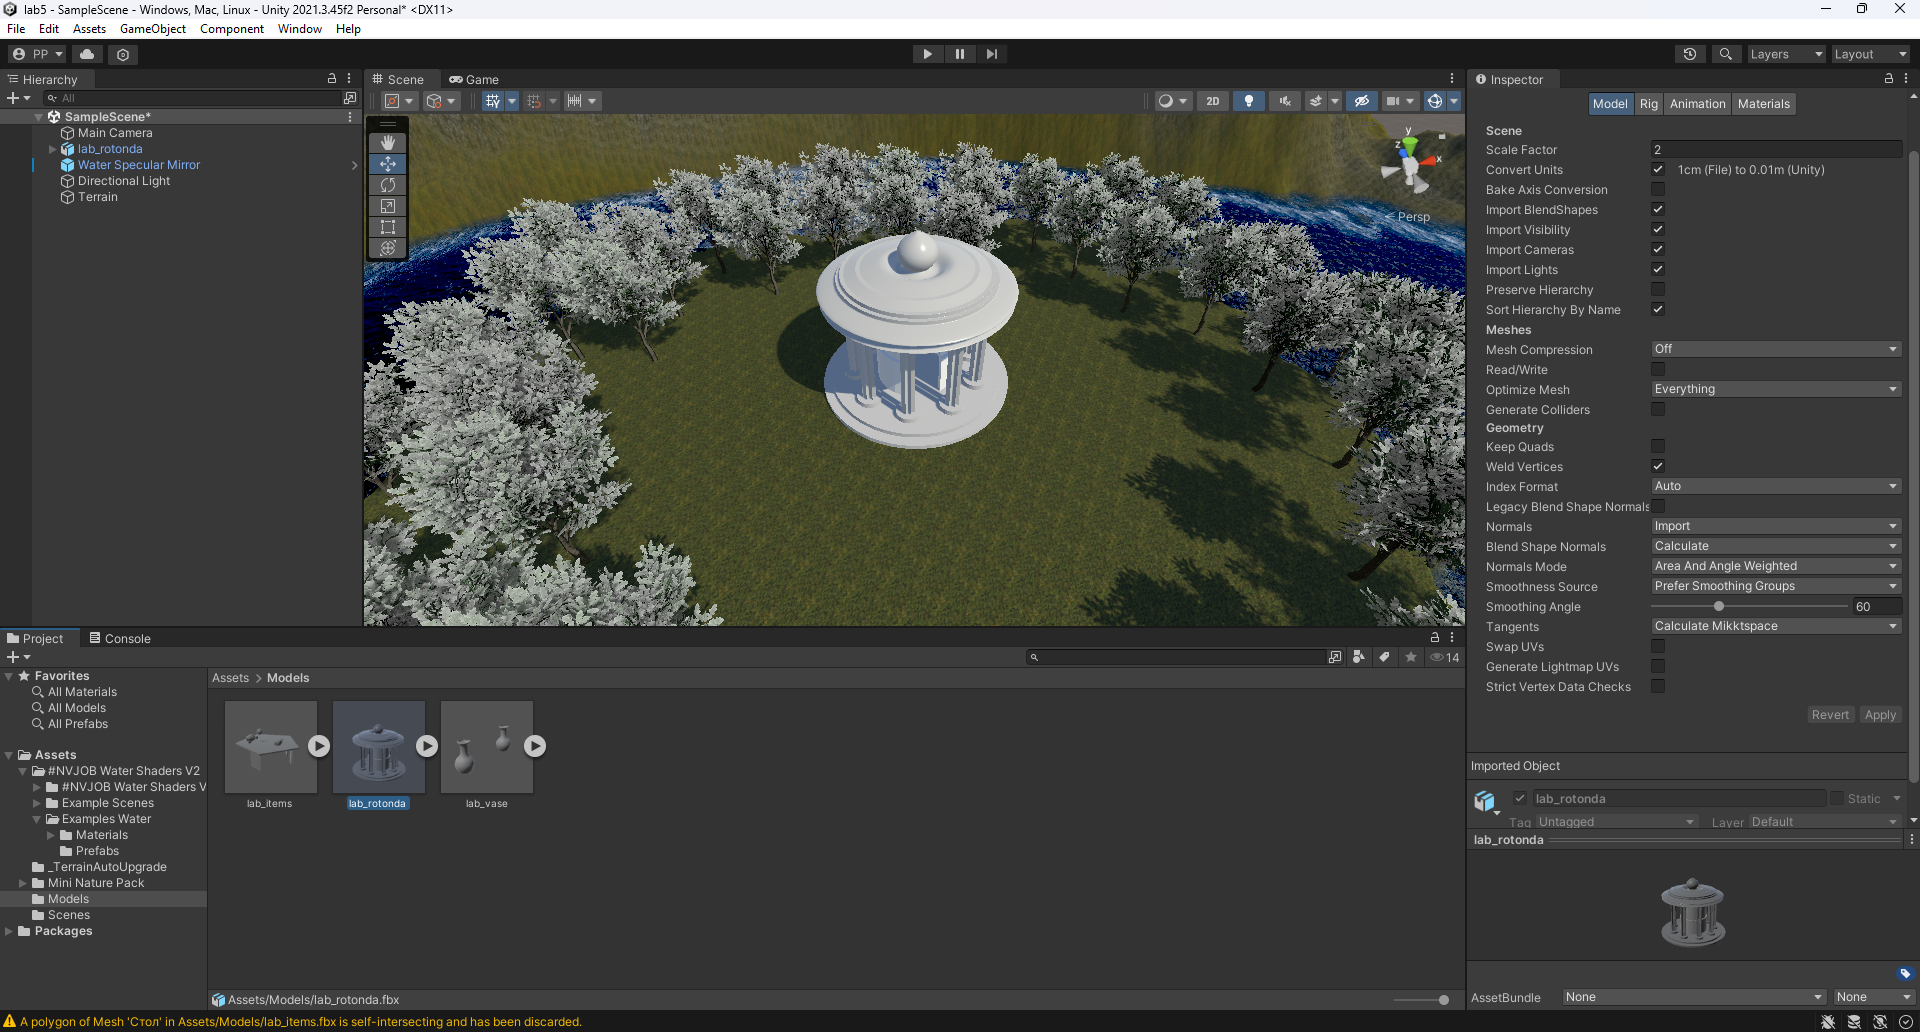 lab5 - SampleScene - Windows, Mac, Linux - Unity 2021.3.45f2 Personal* <DX11>
File Edit Assets GameObject Component Window Help
PP Layers Layout
Hierarchy
All
SampleScene*
Main Camera
lab_rotonda
Water Specular Mirror
Directional Light
Terrain
Scene Game
2D
y
z
x
Persp
Inspector
Model Rig Animation Materials
Scene
Scale Factor 2
Convert Units 1cm (File) to 0.01m (Unity)
Bake Axis Conversion
Import BlendShapes
Import Visibility
Import Cameras
Import Lights
Preserve Hierarchy
Sort Hierarchy By Name
Meshes
Mesh Compression Off
Read/Write
Optimize Mesh Everything
Generate Colliders
Geometry
Keep Quads
Weld Vertices
Index Format Auto
Legacy Blend Shape Normals
Normals Import
Blend Shape Normals Calculate
Normals Mode Area And Angle Weighted
Smoothness Source Prefer Smoothing Groups
Smoothing Angle 60
Tangents Calculate Mikktspace
Swap UVs
Generate Lightmap UVs
Strict Vertex Data Checks
Revert Apply
Imported Object
lab_rotonda Static
Tag Untagged Layer Default
lab_rotonda
AssetBundle None None
Project Console
14
Favorites
All Materials
All Models
All Prefabs
Assets
#NVJOB Water Shaders V2
#NVJOB Water Shaders V
Example Scenes
Examples Water
Materials
Prefabs
_TerrainAutoUpgrade
Mini Nature Pack
Models
Scenes
Packages
Assets > Models
lab_items lab_rotonda lab_vase
Assets/Models/lab_rotonda.fbx
A polygon of Mesh 'Стол' in Assets/Models/lab_items.fbx is self-intersecting and has been discarded.